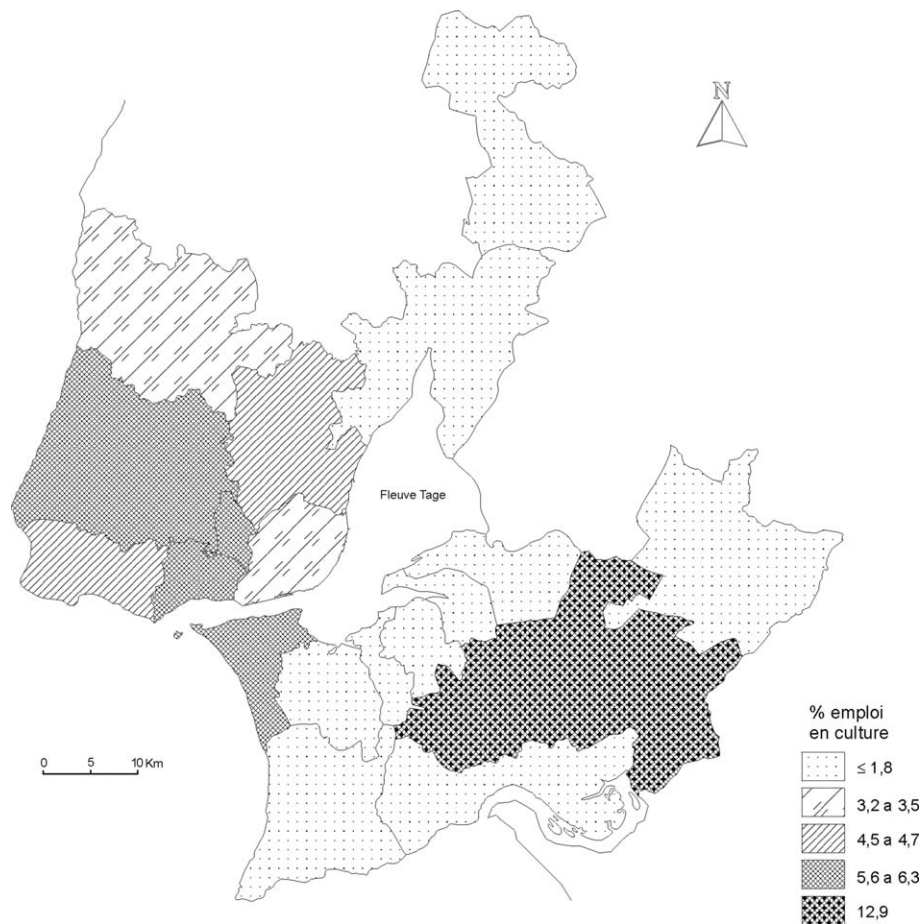 N
Fleuve Tage
0 5 10 Km
% emploi
en culture
≤ 1,8
3,2 a 3,5
4,5 a 4,7
5,6 a 6,3
12,9